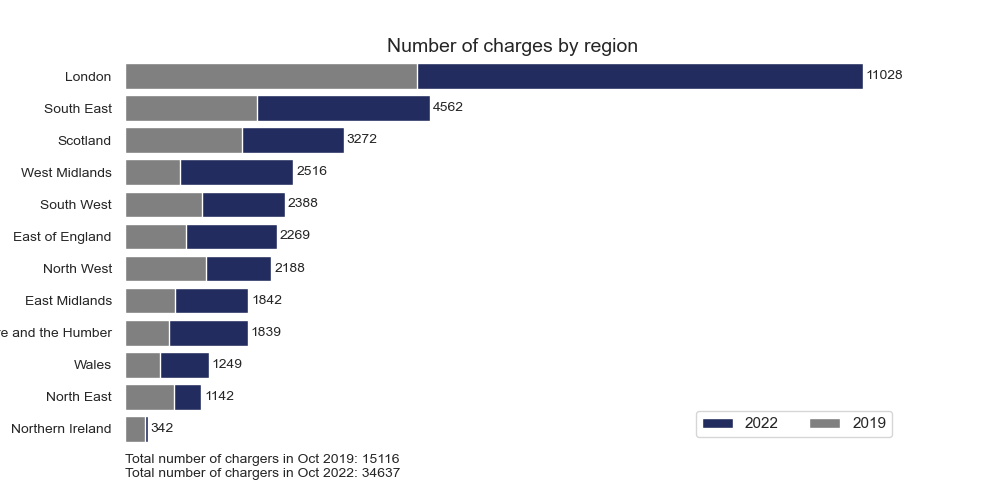 Number of charges by region
London 11028
South East 4562
Scotland 3272
West Midlands 2516
South West 2388
East of England 2269
North West 2188
East Midlands 1842
and the Humber 1839
Wales 1249
North East 1142
Northern Ireland 342
2022 2019
Total number of chargers in Oct 2019: 15116
Total number of chargers in Oct 2022: 34637